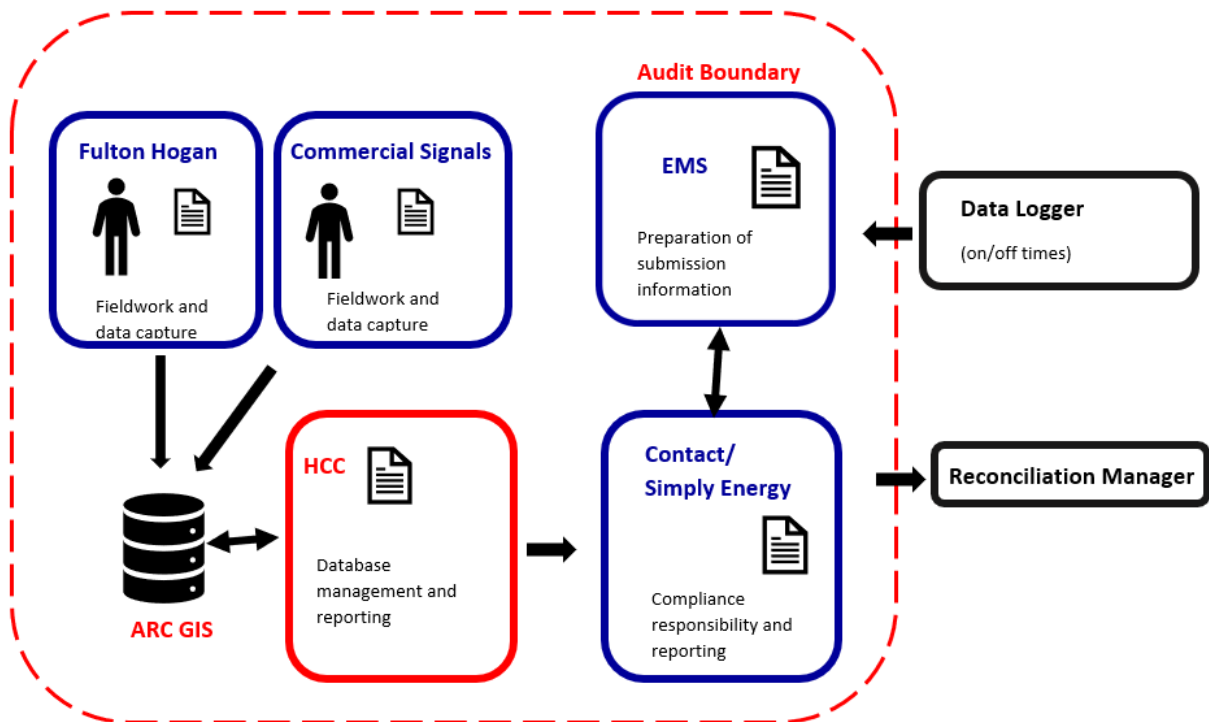 Audit Boundary
Fulton Hogan
Fieldwork and
data capture
Commercial Signals
Fieldwork and
data capture
EMS
Preparation of
submission
information
Data Logger
(on/off times)
ARC GIS
HCC
Database
management and
reporting
Contact/
Simply Energy
Compliance
responsibility and
reporting
Reconciliation Manager